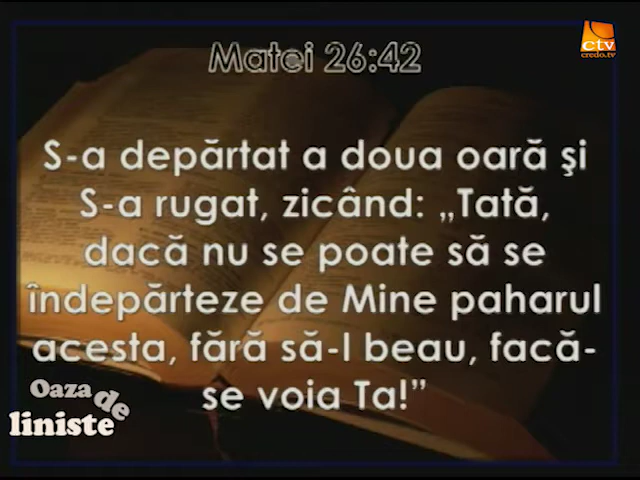 ctv
credo.tv
Matei 26:42
S-a depărtat a doua oară şi
S-a rugat, zicând: „Tată,
dacă nu se poate să se
îndepărteze de Mine paharul
acesta, fără să-l beau, facă-
se voia Ta!”
Oaza de
liniste